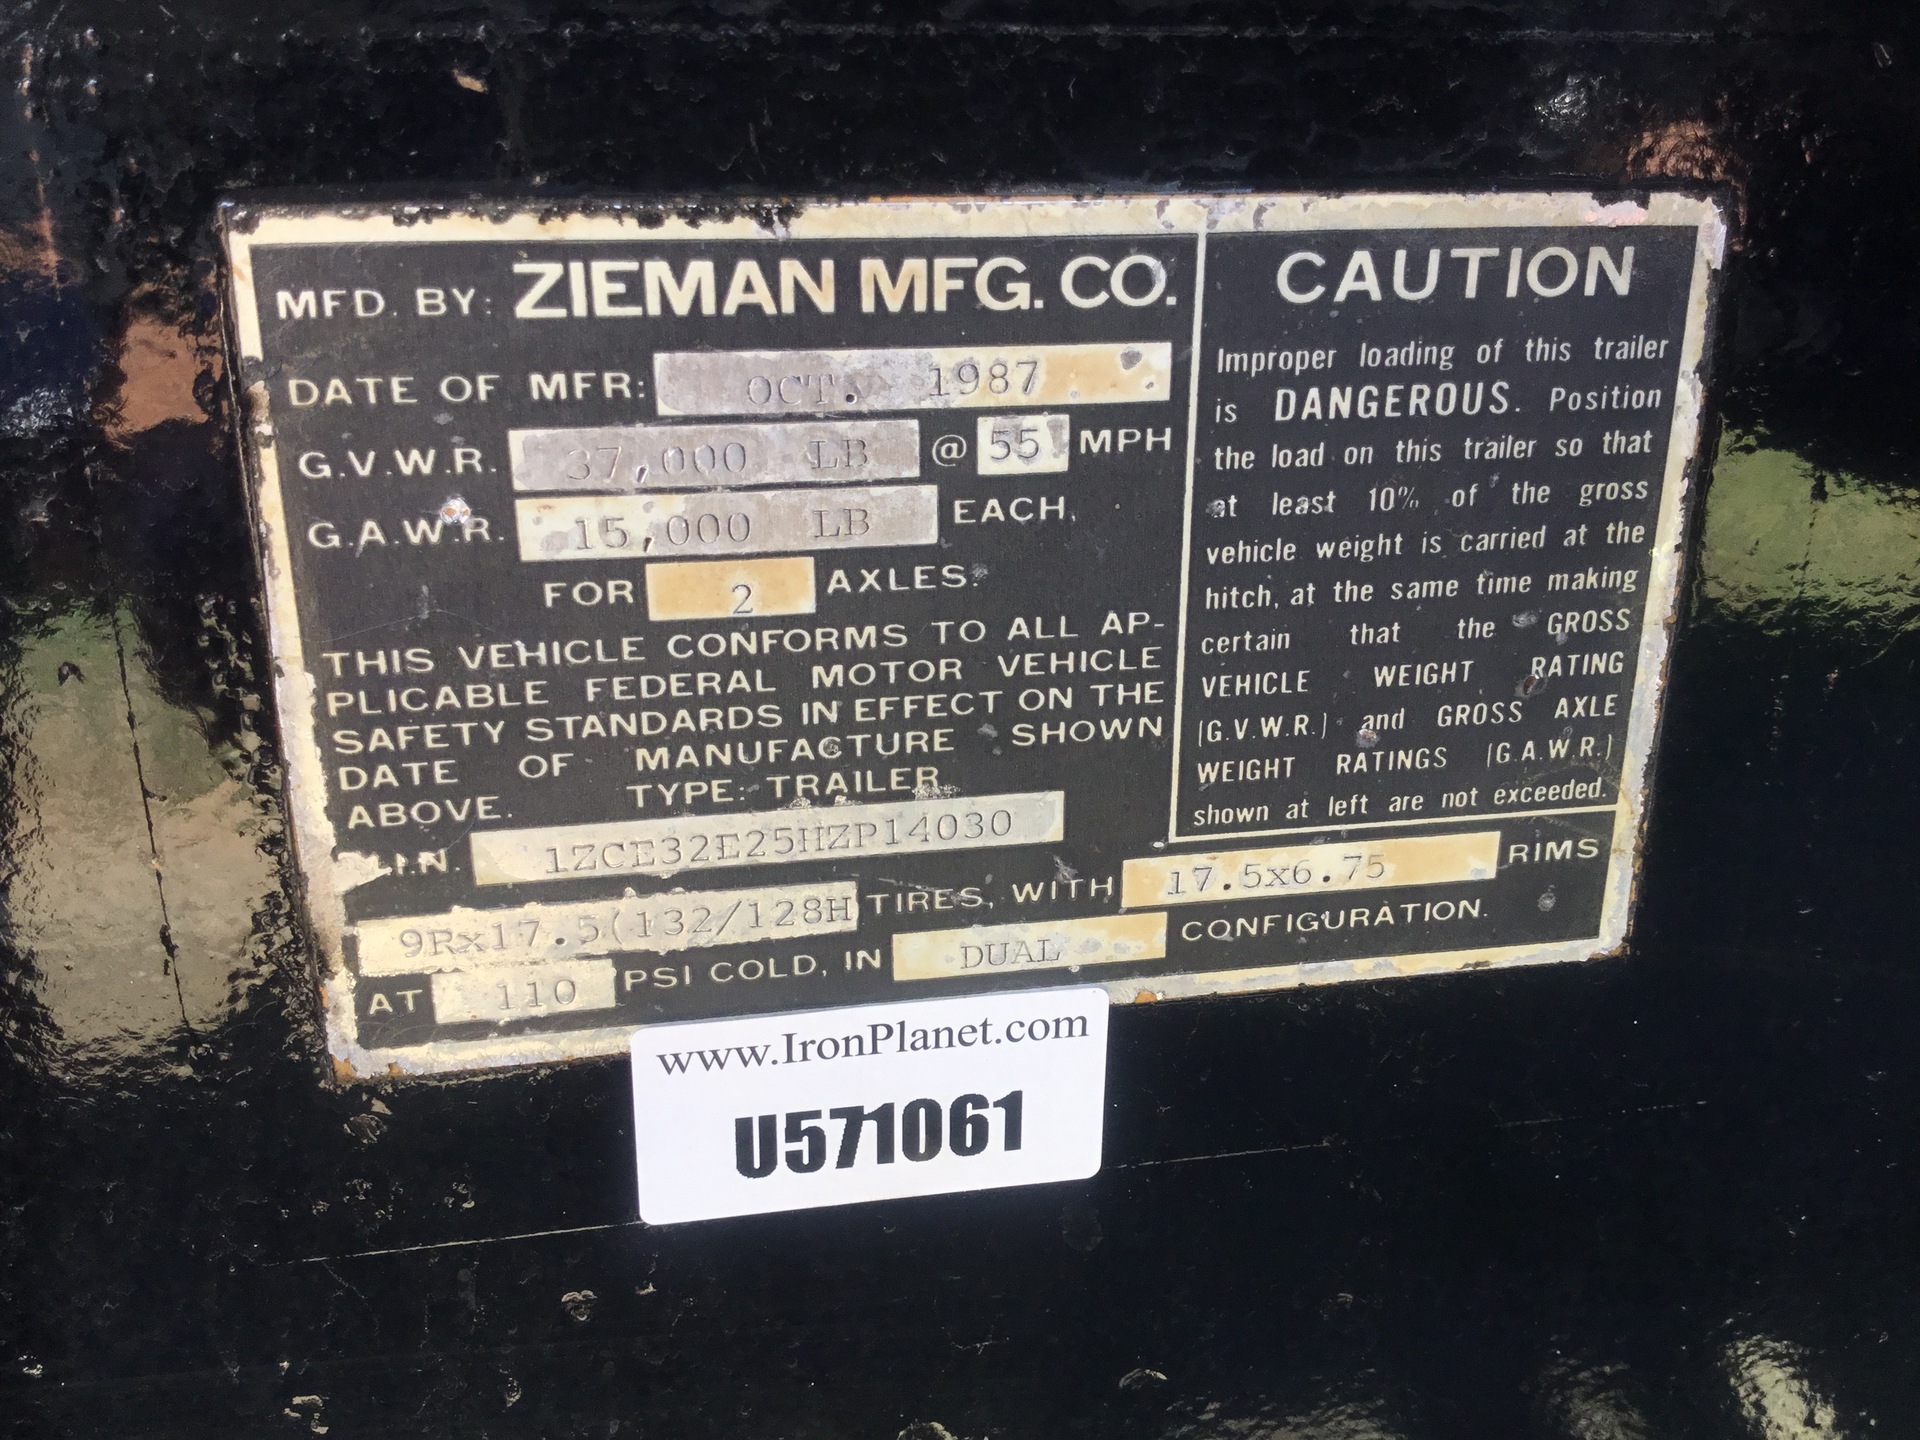 MFD. BY: ZIEMAN MFG. CO.
DATE OF MFR: OCT. 1987
G.V.W.R. 37,000 LB @ 55 MPH
G.A.W.R. 15,000 LB EACH,
FOR 2 AXLES.
THIS VEHICLE CONFORMS TO ALL AP-
PLICABLE FEDERAL MOTOR VEHICLE
SAFETY STANDARDS IN EFFECT ON THE
DATE OF MANUFACTURE SHOWN
ABOVE. TYPE: TRAILER
V.I.N. 1ZCE32E25HZP14030
9Rx17.5(132/128H TIRES, WITH 17.5x6.75 RIMS
AT 110 PSI COLD, IN DUAL CONFIGURATION.
CAUTION
Improper loading of this trailer
is DANGEROUS. Position
the load on this trailer so that
at least 10% of the gross
vehicle weight is carried at the
hitch, at the same time making
certain that the GROSS
VEHICLE WEIGHT RATING
(G.V.W.R.) and GROSS AXLE
WEIGHT RATINGS (G.A.W.R.)
shown at left are not exceeded.
www.IronPlanet.com
U571061